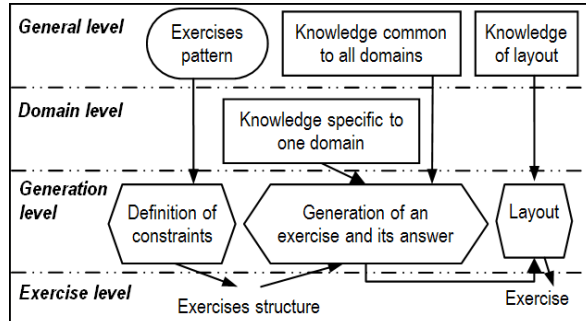 General level
Exercises
pattern
Knowledge common
to all domains
Knowledge
of layout
Domain level
Knowledge specific to
one domain
Generation
level
Definition of
constraints
Generation of an
exercise and its answer
Layout
Exercise level
Exercises structure
Exercise